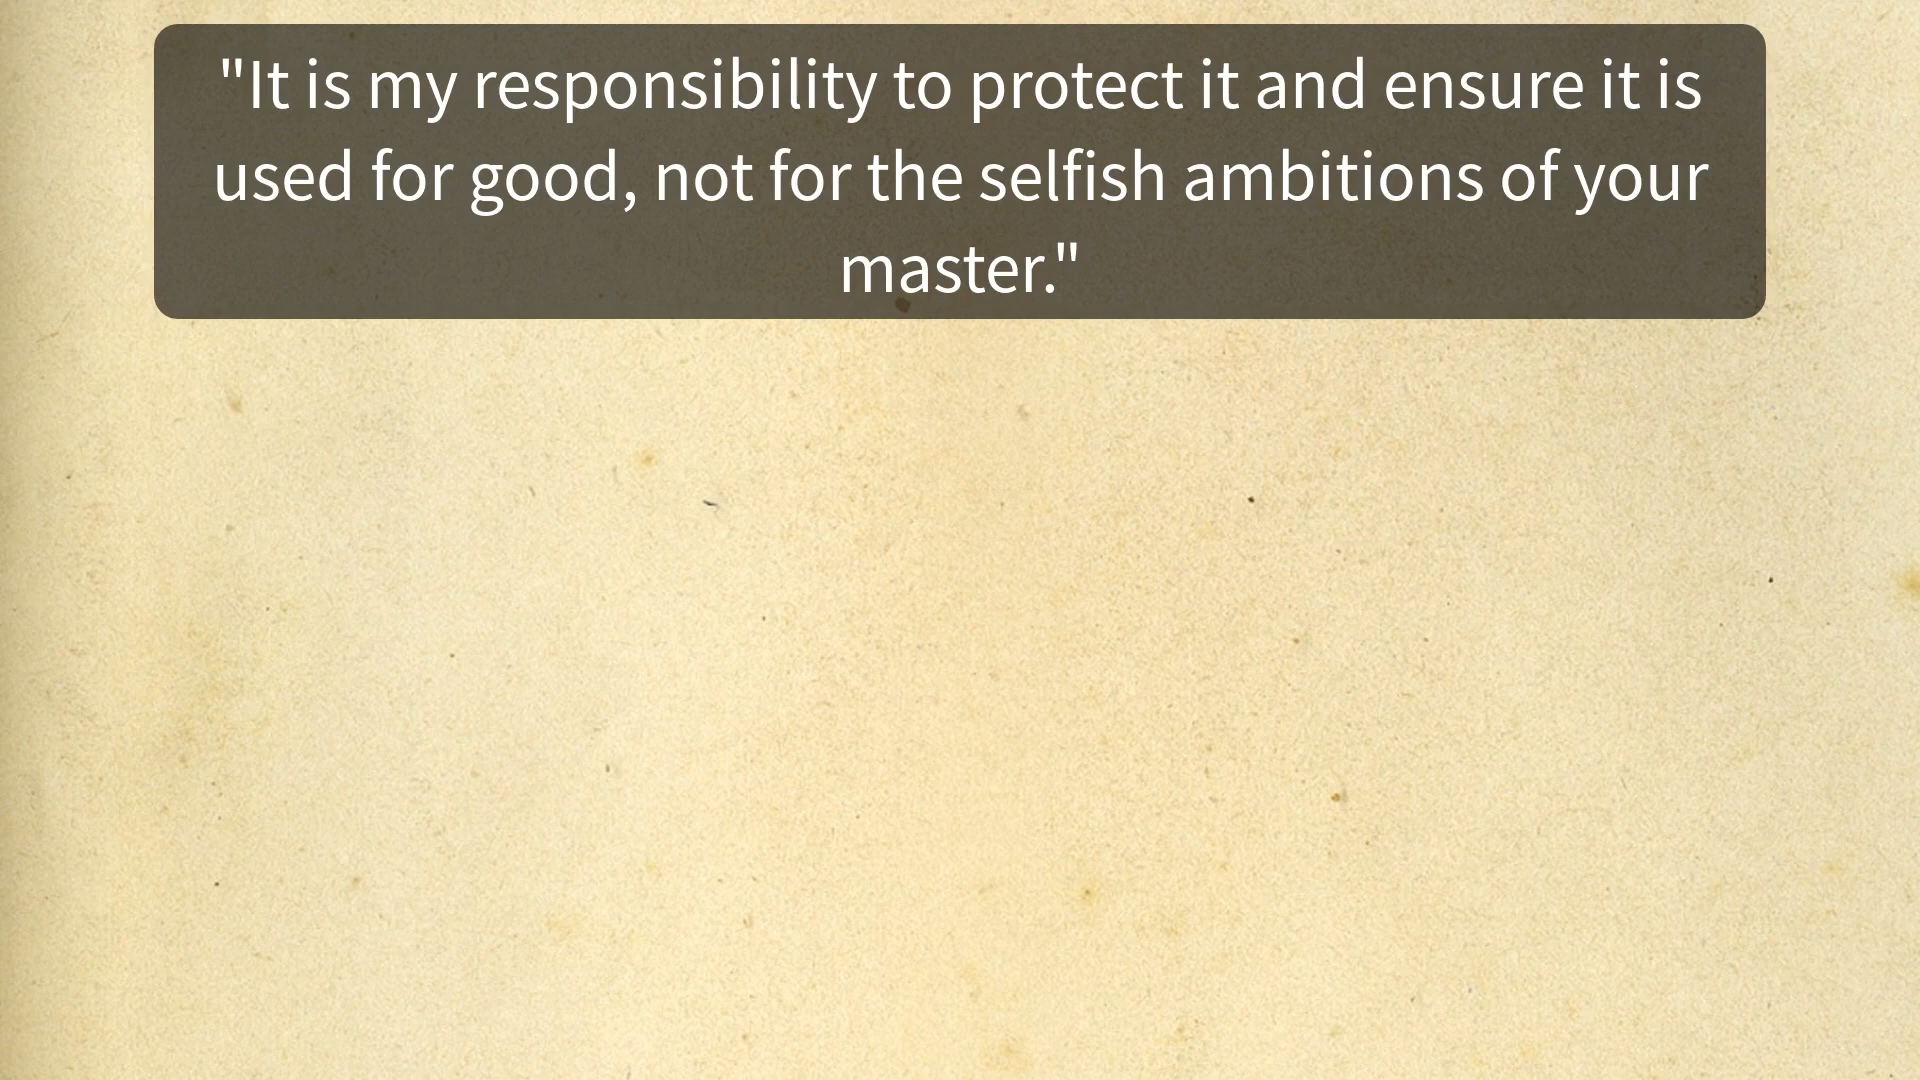 "It is my responsibility to protect it and ensure it is
used for good, not for the selfish ambitions of your
master."